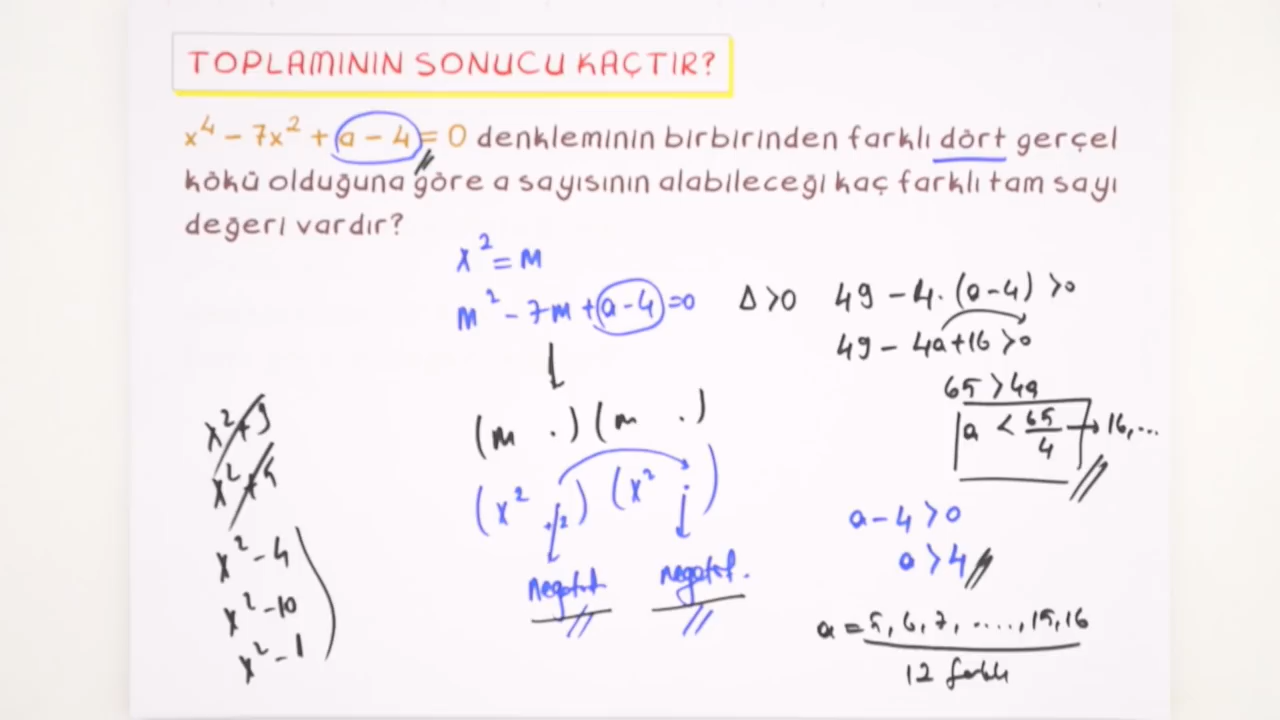 TOPLAMININ SONUCU KAÇTIR?
x⁴ - 7x² + a - 4 = 0 denkleminin birbirinden farklı dört gerçel
kökü olduğuna göre a sayısının alabileceği kaç farklı tam sayı
değeri vardır?
x² = m
m² - 7m + a - 4 = 0
Δ > 0
49 - 4. (a - 4) > 0
49 - 4a + 16 > 0
65 > 4a
a < 65/4 → 16, ...
(m .) (m .)
(x² ) (x² . )
negatif negatif.
x² + 9
x² + 5
x² - 4
x² - 10
x² - 1
a - 4 > 0
a > 4
a = 5, 6, 7, ...., 15, 16
12 farklı